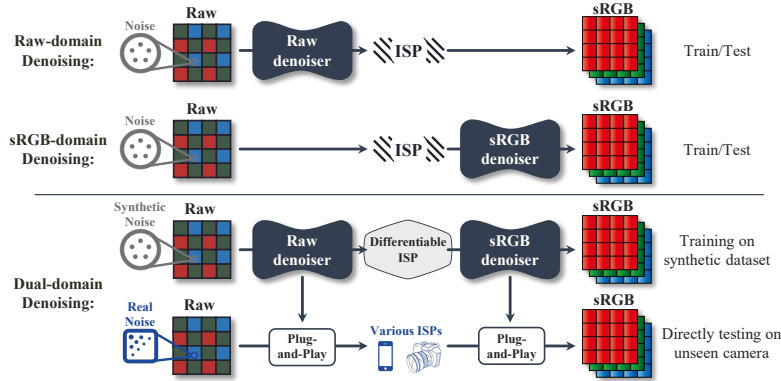 Raw-domain
Denoising:
Noise
Raw
Raw
denoiser
ISP
sRGB
Train/Test
sRGB-domain
Denoising:
Noise
Raw
ISP
sRGB
denoiser
sRGB
Train/Test
Dual-domain
Denoising:
Synthetic
Noise
Raw
Raw
denoiser
Differentiable
ISP
sRGB
denoiser
sRGB
Training on
synthetic dataset
Real
Noise
Raw
Plug-
and-Play
Various ISPs
Plug-
and-Play
sRGB
Directly testing on
unseen camera